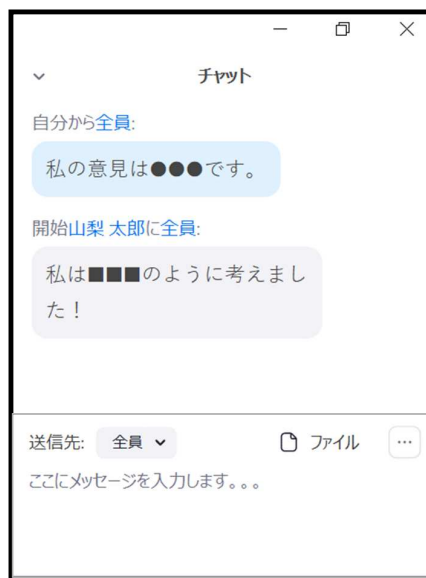 チャット
自分から全員:
私の意見は●●●です。
開始山梨 太郎に全員:
私は■■■のように考えまし
た！
送信先: 全員 ファイル ...
ここにメッセージを入力します。。。